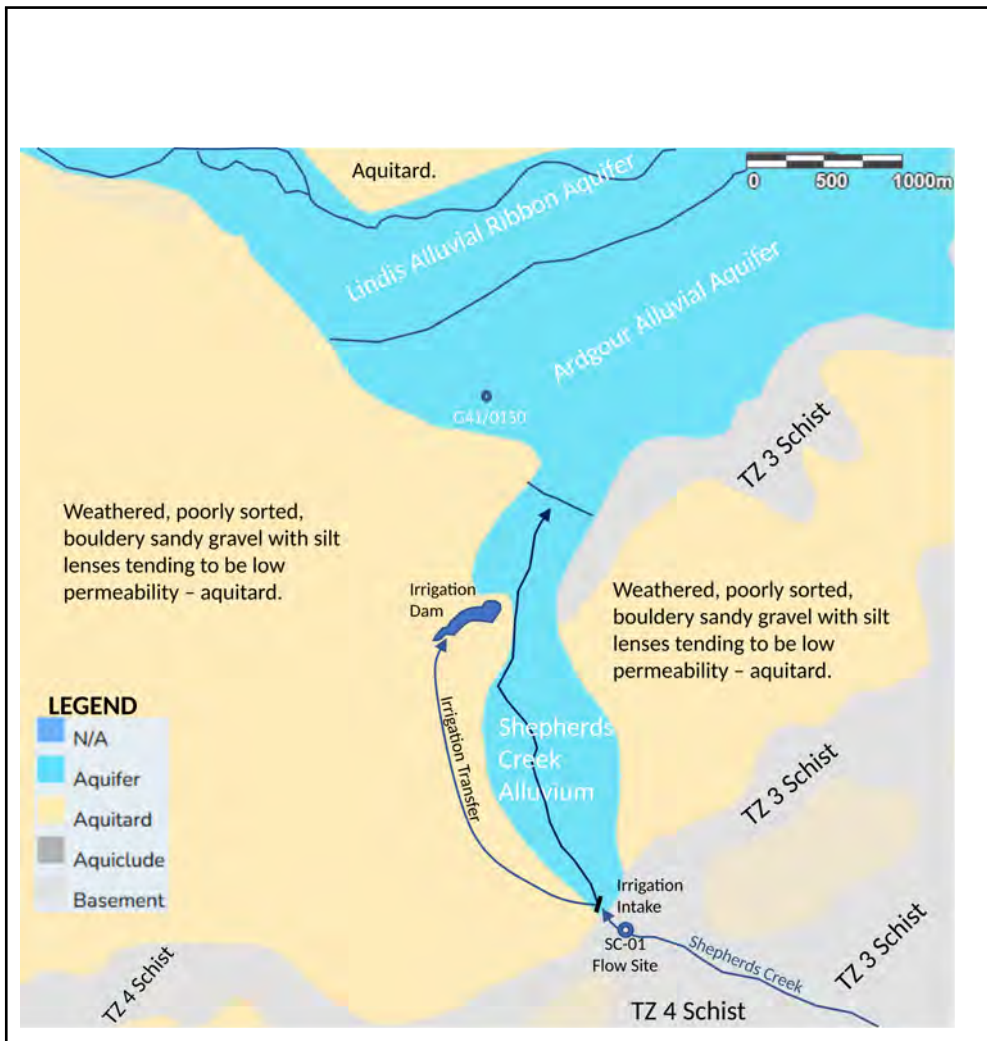 Aquitard.
0 500 1000m
Lindis Alluvial Ribbon Aquifer
Ardgour Alluvial Aquifer
G41/0150
TZ 3 Schist
Weathered, poorly sorted,
bouldery sandy gravel with silt
lenses tending to be low
permeability – aquitard.
Irrigation
Dam
Weathered, poorly sorted,
bouldery sandy gravel with silt
lenses tending to be low
permeability – aquitard.
LEGEND
N/A
Aquifer
Aquitard
Aquiclude
Basement
Irrigation Transfer
Shepherds
Creek
Alluvium
TZ 3 Schist
Irrigation
Intake
SC-01
Flow Site
Shepherds Creek
TZ 3 Schist
TZ 4 Schist
TZ 4 Schist